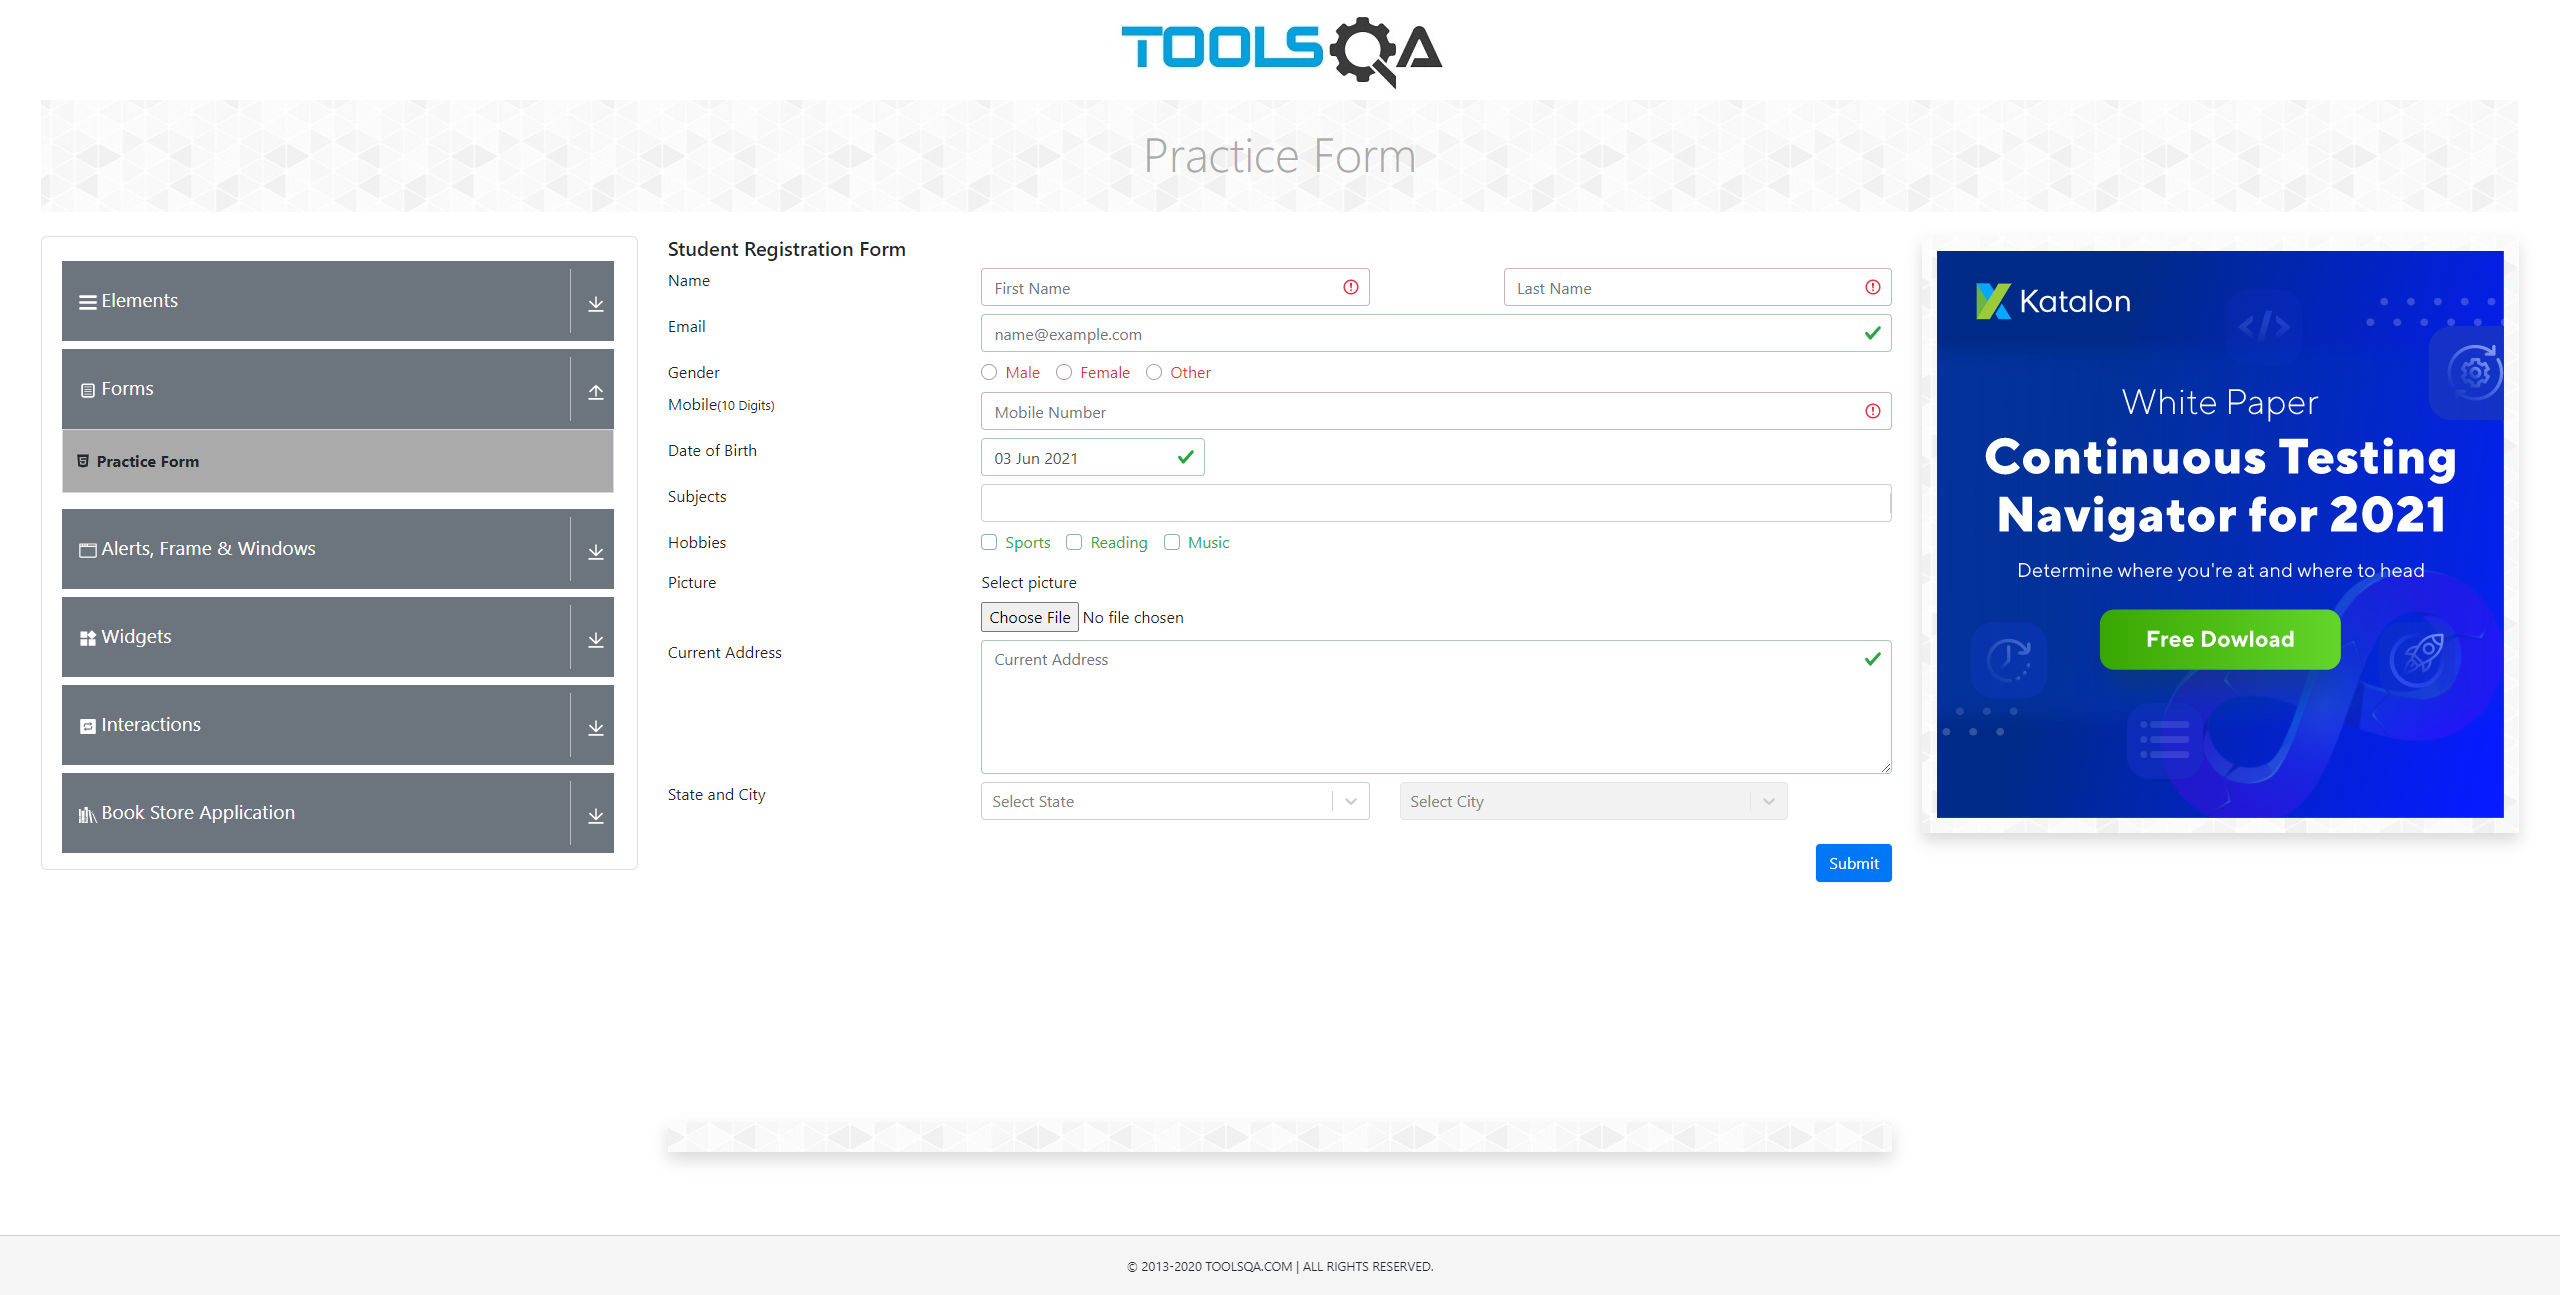 TOOLSQA
Practice Form
Elements
Forms
Practice Form
Alerts, Frame & Windows
Widgets
Interactions
Book Store Application
Student Registration Form
Name
First Name
Last Name
Email
name@example.com
Gender
Male Female Other
Mobile(10 Digits)
Mobile Number
Date of Birth
03 Jun 2021
Subjects
Hobbies
Sports Reading Music
Picture
Select picture
Choose File No file chosen
Current Address
Current Address
State and City
Select State
Select City
Submit
Katalon
White Paper
Continuous Testing
Navigator for 2021
Determine where you're at and where to head
Free Dowload
© 2013-2020 TOOLSQA.COM | ALL RIGHTS RESERVED.